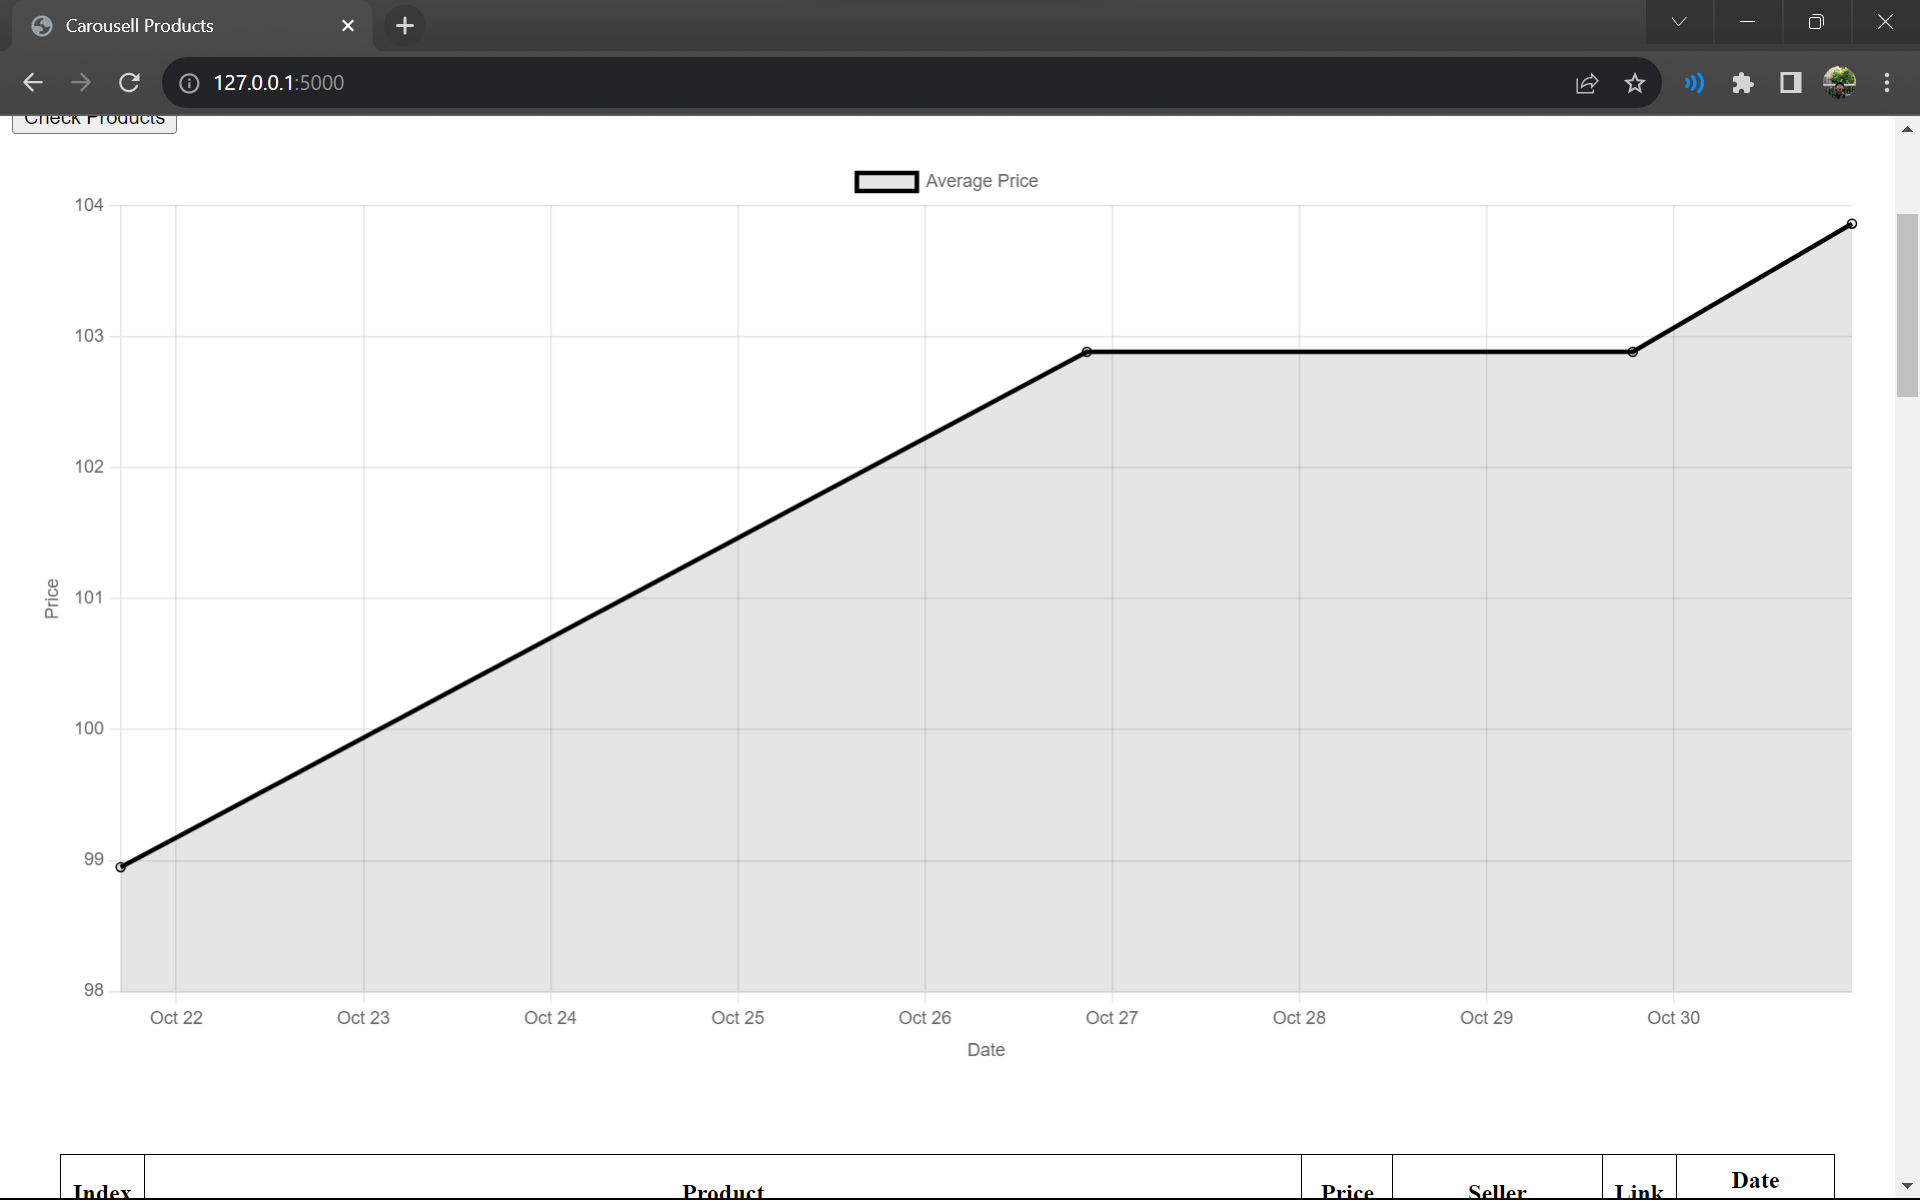 Carousell Products
127.0.0.1:5000
Check Products
Average Price
104
103
102
101
100
99
98
Price
Oct 22 Oct 23 Oct 24 Oct 25 Oct 26 Oct 27 Oct 28 Oct 29 Oct 30
Date
Index Product Price Seller Link Date